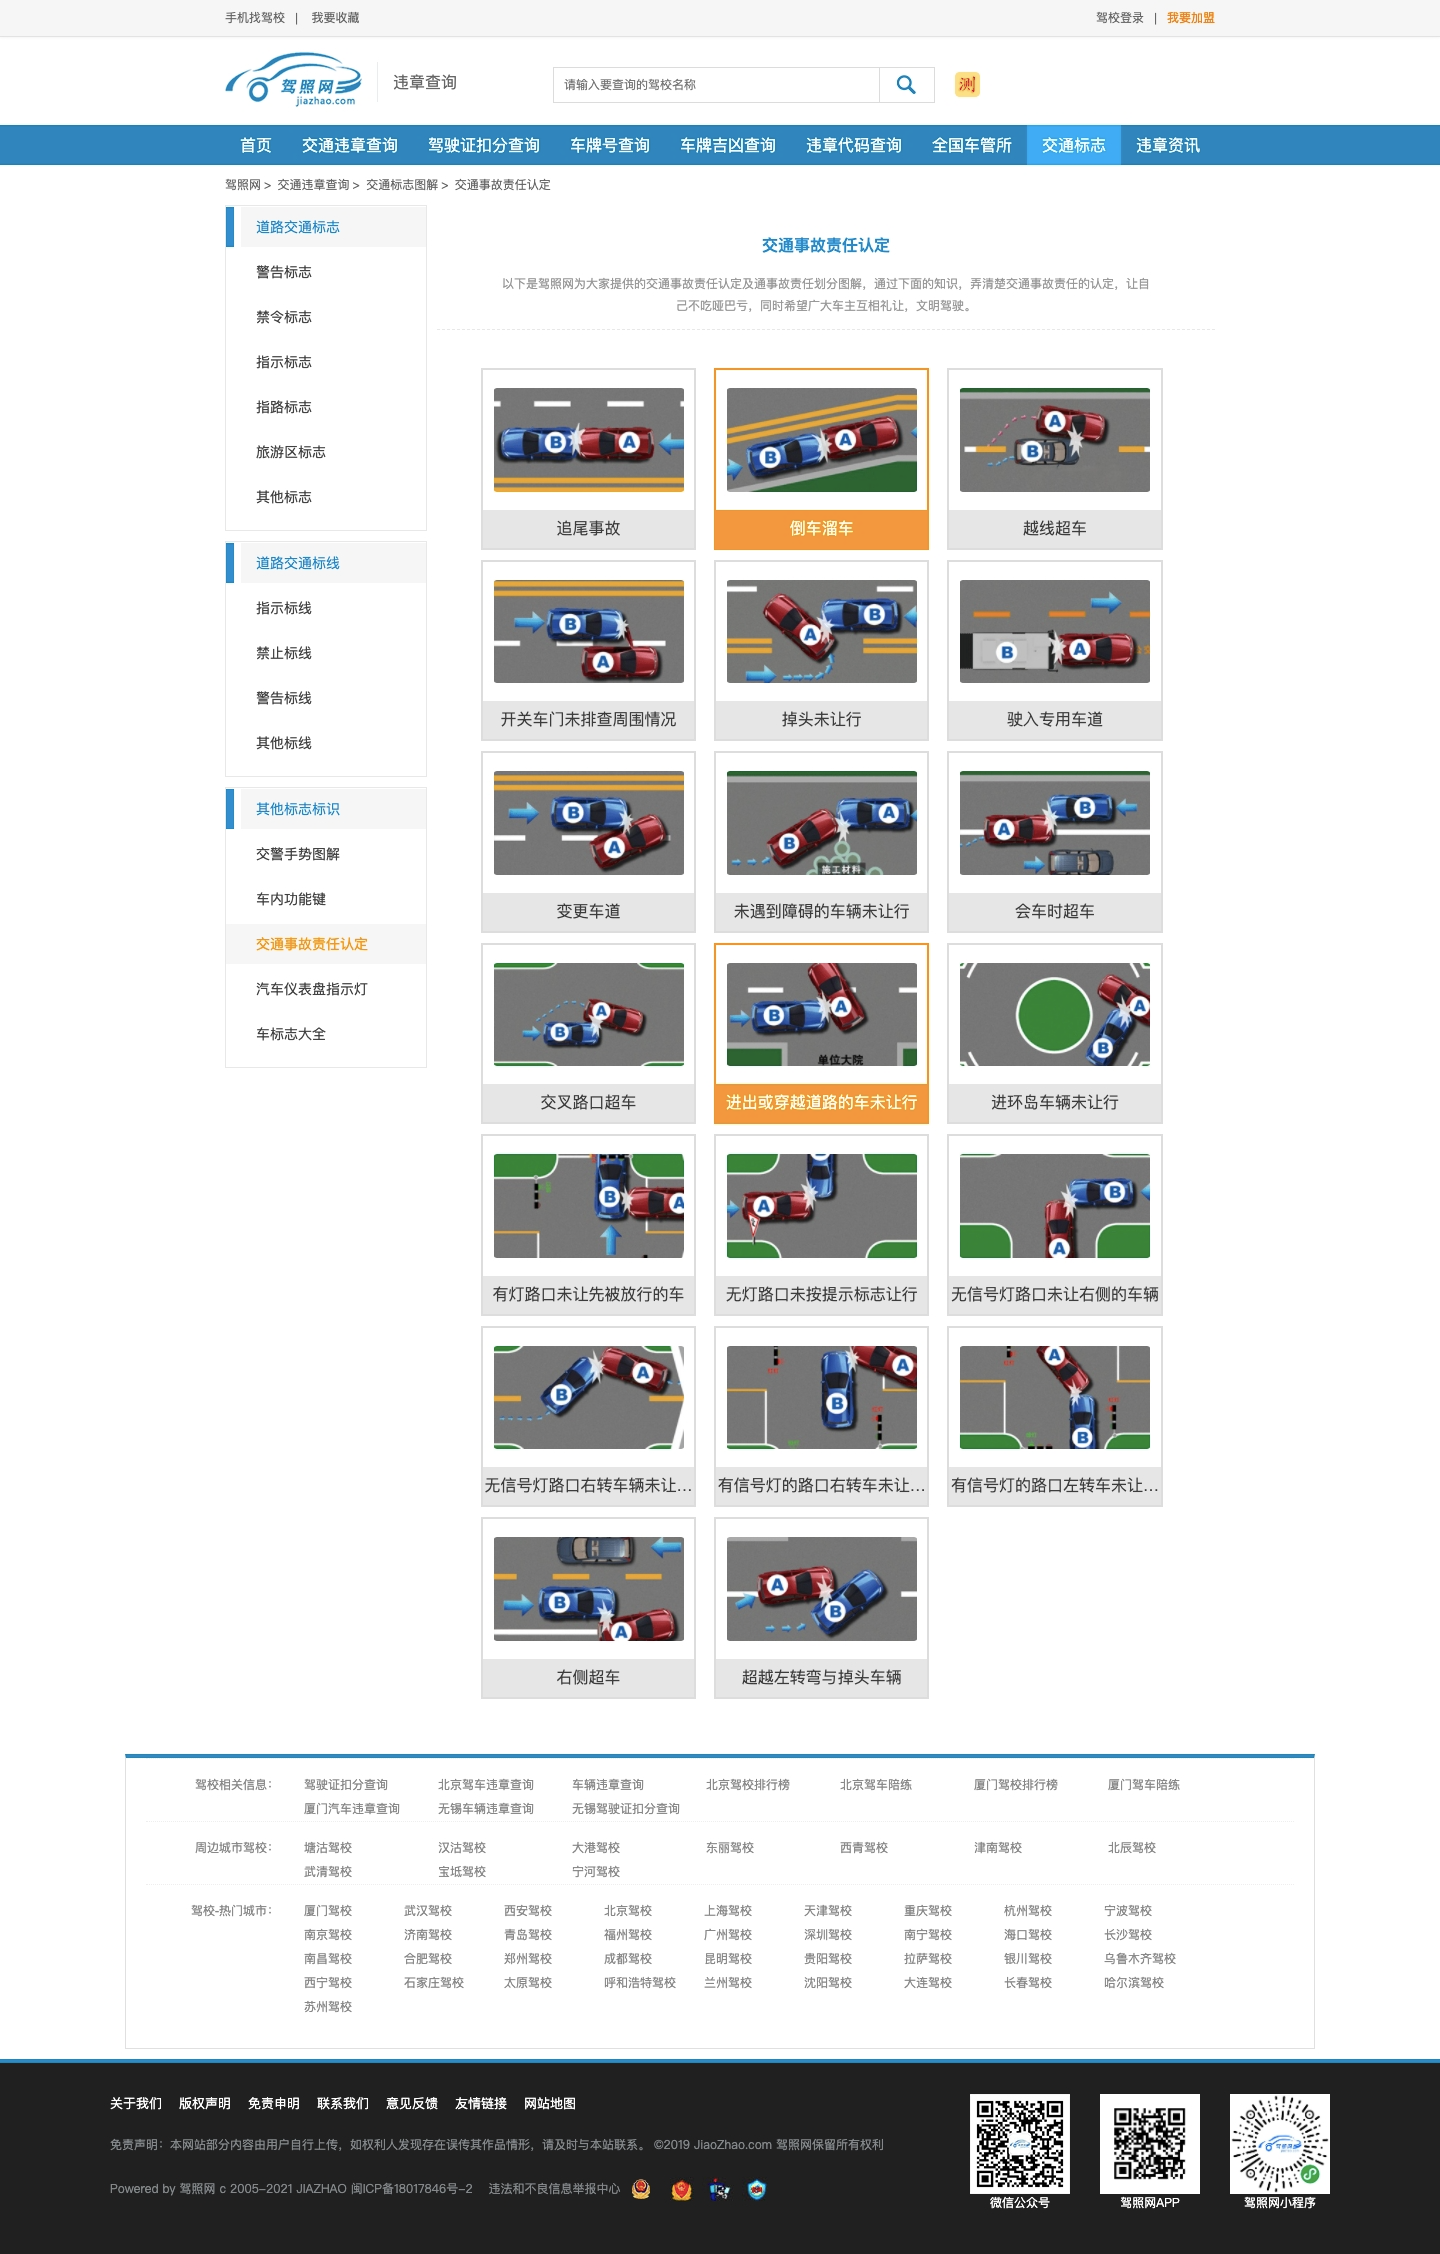 手机找驾校 | 我要收藏
驾校登录 | 我要加盟
驾照网
jiazhao.com
违章查询
请输入要查询的驾校名称
测
首页 交通违章查询 驾驶证扣分查询 车牌号查询 车牌吉凶查询 违章代码查询 全国车管所 交通标志 违章资讯
驾照网 > 交通违章查询 > 交通标志图解 > 交通事故责任认定
道路交通标志
警告标志
禁令标志
指示标志
指路标志
旅游区标志
其他标志
道路交通标线
指示标线
禁止标线
警告标线
其他标线
其他标志标识
交警手势图解
车内功能键
交通事故责任认定
汽车仪表盘指示灯
车标志大全
交通事故责任认定
以下是驾照网为大家提供的交通事故责任认定及通事故责任划分图解，通过下面的知识，弄清楚交通事故责任的认定，让自
己不吃哑巴亏，同时希望广大车主互相礼让，文明驾驶。
B A
B A
A B
追尾事故 倒车溜车 越线超车
B A
A B
B A
开关车门未排查周围情况 掉头未让行 驶入专用车道
B A
B A
施工材料
A B
变更车道 未遇到障碍的车辆未让行 会车时超车
A B
B A
单位大院
A B
交叉路口超车 进出或穿越道路的车未让行 进环岛车辆未让行
B A
A
B A
有灯路口未让先被放行的车 无灯路口未按提示标志让行 无信号灯路口未让右侧的车辆
B A
A B
A B
无信号灯路口右转车辆未让... 有信号灯的路口右转车未让... 有信号灯的路口左转车未让...
B A
A B
右侧超车 超越左转弯与掉头车辆
驾校相关信息： 驾驶证扣分查询 北京驾车违章查询 车辆违章查询 北京驾校排行榜 北京驾车陪练 厦门驾校排行榜 厦门驾车陪练
厦门汽车违章查询 无锡车辆违章查询 无锡驾驶证扣分查询
周边城市驾校： 塘沽驾校 汉沽驾校 大港驾校 东丽驾校 西青驾校 津南驾校 北辰驾校
武清驾校 宝坻驾校 宁河驾校
驾校-热门城市： 厦门驾校 武汉驾校 西安驾校 北京驾校 上海驾校 天津驾校 重庆驾校 杭州驾校 宁波驾校
南京驾校 济南驾校 青岛驾校 福州驾校 广州驾校 深圳驾校 南宁驾校 海口驾校 长沙驾校
南昌驾校 合肥驾校 郑州驾校 成都驾校 昆明驾校 贵阳驾校 拉萨驾校 银川驾校 乌鲁木齐驾校
西宁驾校 石家庄驾校 太原驾校 呼和浩特驾校 兰州驾校 沈阳驾校 大连驾校 长春驾校 哈尔滨驾校
苏州驾校
关于我们 版权声明 免责申明 联系我们 意见反馈 友情链接 网站地图
免责声明：本网站部分内容由用户自行上传，如权利人发现存在误传其作品情形，请及时与本站联系。 ©2019 JiaoZhao.com 驾照网保留所有权利
Powered by 驾照网 c 2005-2021 JIAZHAO 闽ICP备18017846号-2 违法和不良信息举报中心
微信公众号 驾照网APP 驾照网小程序